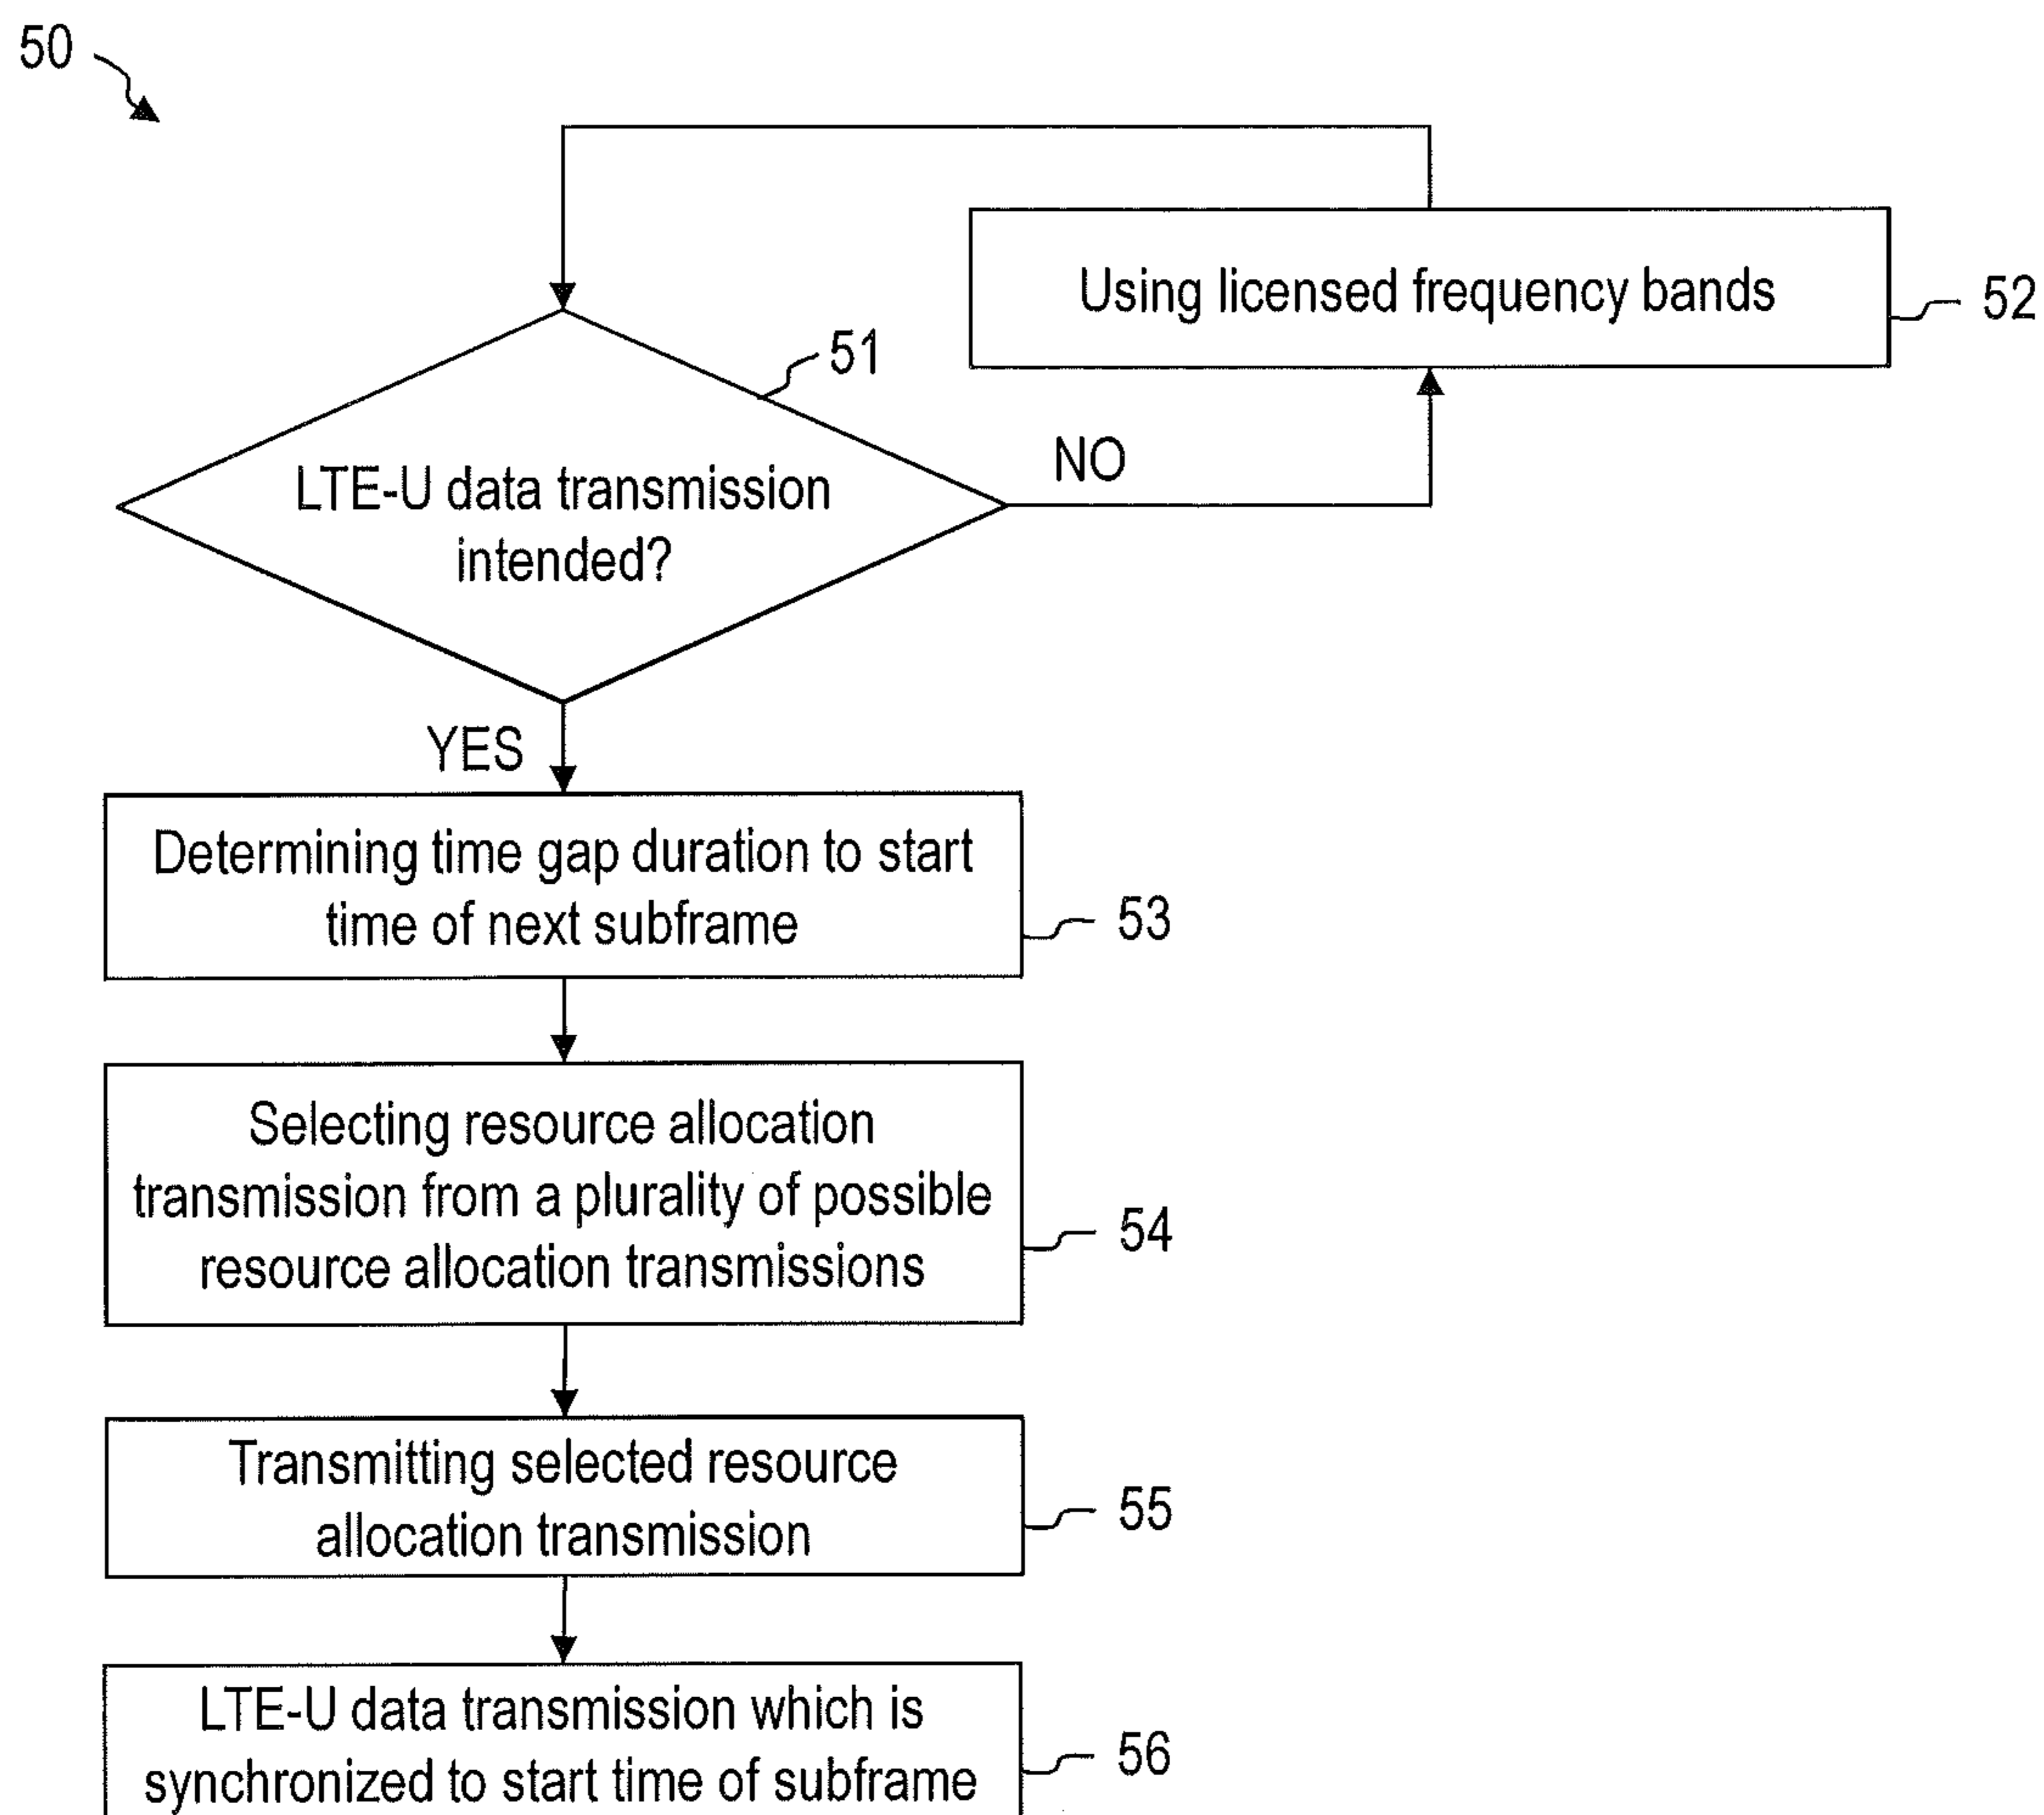 50
Using licensed frequency bands
52
51
LTE-U data transmission
intended?
NO
YES
Determining time gap duration to start
time of next subframe
53
Selecting resource allocation
transmission from a plurality of possible
resource allocation transmissions
54
Transmitting selected resource
allocation transmission
55
LTE-U data transmission which is
synchronized to start time of subframe
56